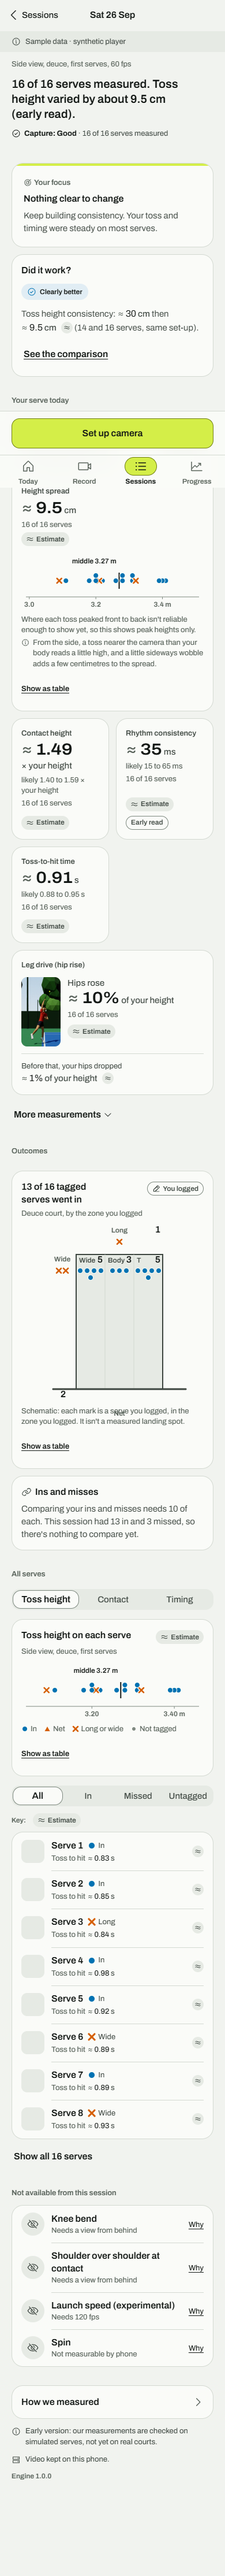 Sessions
Sat 26 Sep
Sample data · synthetic player
Side view, deuce, first serves, 60 fps
16 of 16 serves measured. Toss
height varied by about 9.5 cm
(early read).
Capture: Good · 16 of 16 serves measured
Your focus
Nothing clear to change
Keep building consistency. Your toss and
timing were steady on most serves.
Did it work?
Clearly better
Toss height consistency: ≈ 30 cm then
≈ 9.5 cm ≈ (14 and 16 serves, same set-up).
See the comparison
Your serve today
Set up camera
Today
Record
Sessions
Progress
Height spread
≈ 9.5 cm
16 of 16 serves
≈ Estimate
middle 3.27 m
3.0
3.2
3.4 m
Where each toss peaked front to back isn't reliable
enough to show yet, so this shows peak heights only.
From the side, a toss nearer the camera than your
body reads a little high, and a little sideways wobble
adds a few centimetres to the spread.
Show as table
Contact height
≈ 1.49
× your height
likely 1.40 to 1.59 ×
your height
16 of 16 serves
≈ Estimate
Rhythm consistency
≈ 35 ms
likely 15 to 65 ms
16 of 16 serves
≈ Estimate
Early read
Toss-to-hit time
≈ 0.91 s
likely 0.88 to 0.95 s
16 of 16 serves
≈ Estimate
Leg drive (hip rise)
Hips rose
≈ 10% of your height
16 of 16 serves
≈ Estimate
Before that, your hips dropped
≈ 1% of your height ≈
More measurements
Outcomes
13 of 16 tagged
serves went in
You logged
Deuce court, by the zone you logged
Long
1
Wide
Wide 5
Body 3
T
5
2
Net
Schematic: each mark is a serve you logged, in the
zone you logged. It isn't a measured landing spot.
Show as table
Ins and misses
Comparing your ins and misses needs 10 of
each. This session had 13 in and 3 missed, so
there's nothing to compare yet.
All serves
Toss height
Contact
Timing
Toss height on each serve
≈ Estimate
Side view, deuce, first serves
middle 3.27 m
3.20
3.40 m
In
Net
Long or wide
Not tagged
Show as table
All
In
Missed
Untagged
Key:
≈ Estimate
Serve 1 In
Toss to hit ≈ 0.83 s
≈
Serve 2 In
Toss to hit ≈ 0.85 s
≈
Serve 3 Long
Toss to hit ≈ 0.84 s
≈
Serve 4 In
Toss to hit ≈ 0.98 s
≈
Serve 5 In
Toss to hit ≈ 0.92 s
≈
Serve 6 Wide
Toss to hit ≈ 0.89 s
≈
Serve 7 In
Toss to hit ≈ 0.89 s
≈
Serve 8 Wide
Toss to hit ≈ 0.93 s
≈
Show all 16 serves
Not available from this session
Knee bend
Needs a view from behind
Why
Shoulder over shoulder at
contact
Needs a view from behind
Why
Launch speed (experimental)
Needs 120 fps
Why
Spin
Not measurable by phone
Why
How we measured
Early version: our measurements are checked on
simulated serves, not yet on real courts.
Video kept on this phone.
Engine 1.0.0